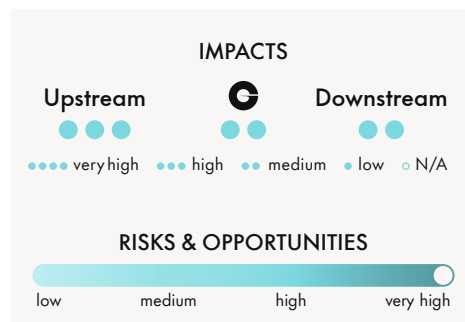 IMPACTS
Upstream
Downstream
very high
high
medium
low
N/A
RISKS & OPPORTUNITIES
low
medium
high
very high